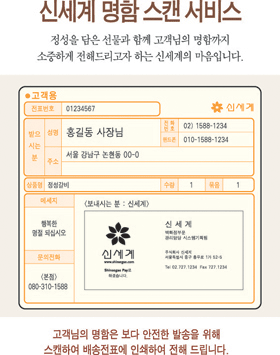 신세계 명함 스캔 서비스
정성을 담은 선물과 함께 고객님의 명함까지
소중하게 전해드리고자 하는 신세계의 마음입니다.
●고객용
전표번호 01234567 신세계
받으시는 분 성명 홍길동 사장님 전화번호 02) 1588-1234
핸드폰 010-1588-1234
주소 서울 강남구 논현동 00-0
상품명 정성갈비 수량 1 묶음 1
메세지 <보내시는 분 : 신세계>
행복한
명절 되십시오
문의전화
<본점>
080-310-1588
신세계
www.shinsegae.com
신 세 계
백화점부문
관리담당 시스템기획팀
주식회사 신세계
서울특별시 중구 충무로 1가 52-5
Tel 02.727.1234 Fax 727.1234
고객님의 명함은 보다 안전한 발송을 위해
스캔하여 배송전표에 인쇄하여 전해 드립니다.